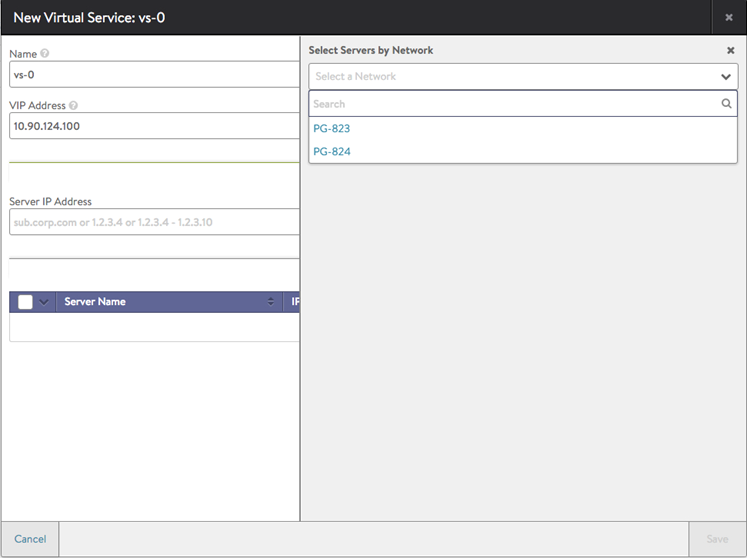 New Virtual Service: vs-0
Name
vs-0
VIP Address
10.90.124.100
Server IP Address
sub.corp.com or 1.2.3.4 or 1.2.3.4 - 1.2.3.10
Server Name
IP
Select Servers by Network
Select a Network
Search
PG-823
PG-824
Cancel
Save